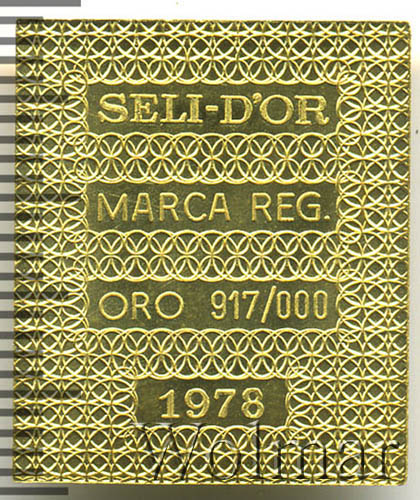 SELI-D'OR
MARCA REG.
ORO 917/000
1978
Wolmar